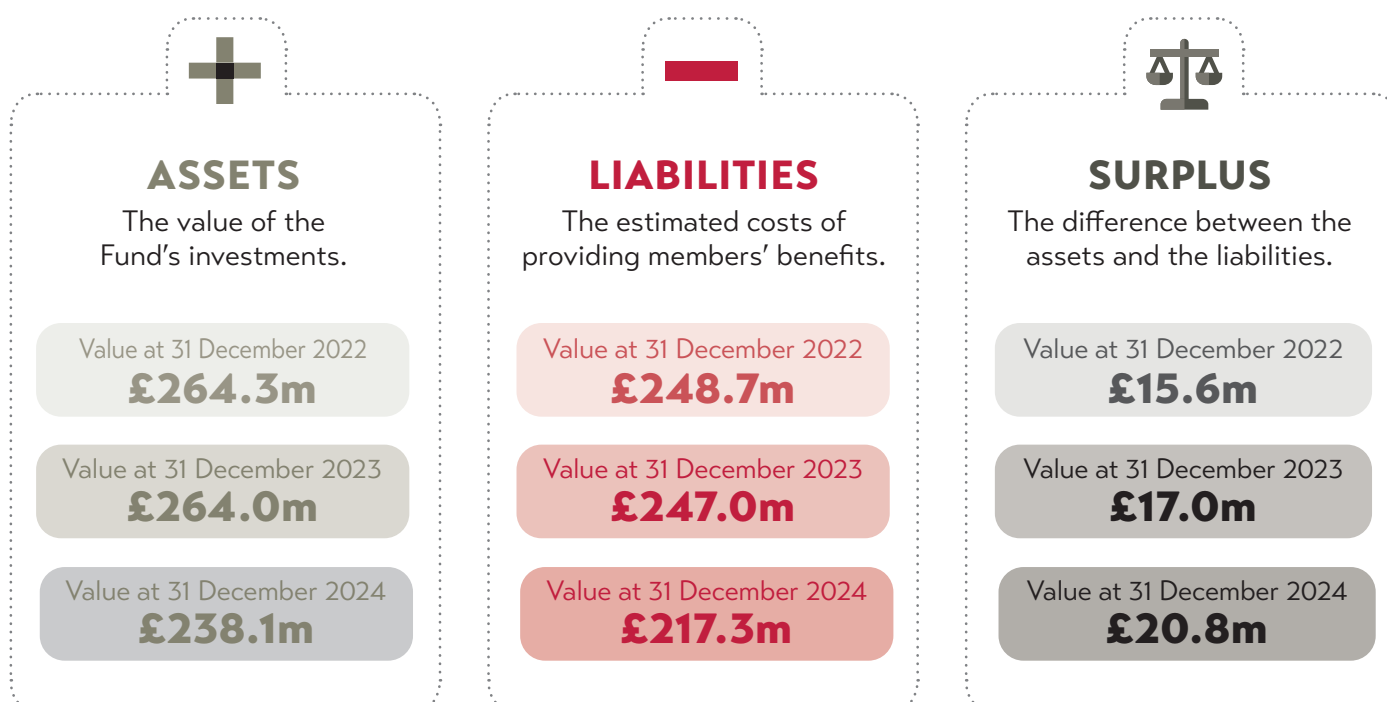 ASSETS
The value of the
Fund’s investments.
Value at 31 December 2022
£264.3m
Value at 31 December 2023
£264.0m
Value at 31 December 2024
£238.1m
LIABILITIES
The estimated costs of
providing members’ benefits.
Value at 31 December 2022
£248.7m
Value at 31 December 2023
£247.0m
Value at 31 December 2024
£217.3m
SURPLUS
The difference between the
assets and the liabilities.
Value at 31 December 2022
£15.6m
Value at 31 December 2023
£17.0m
Value at 31 December 2024
£20.8m